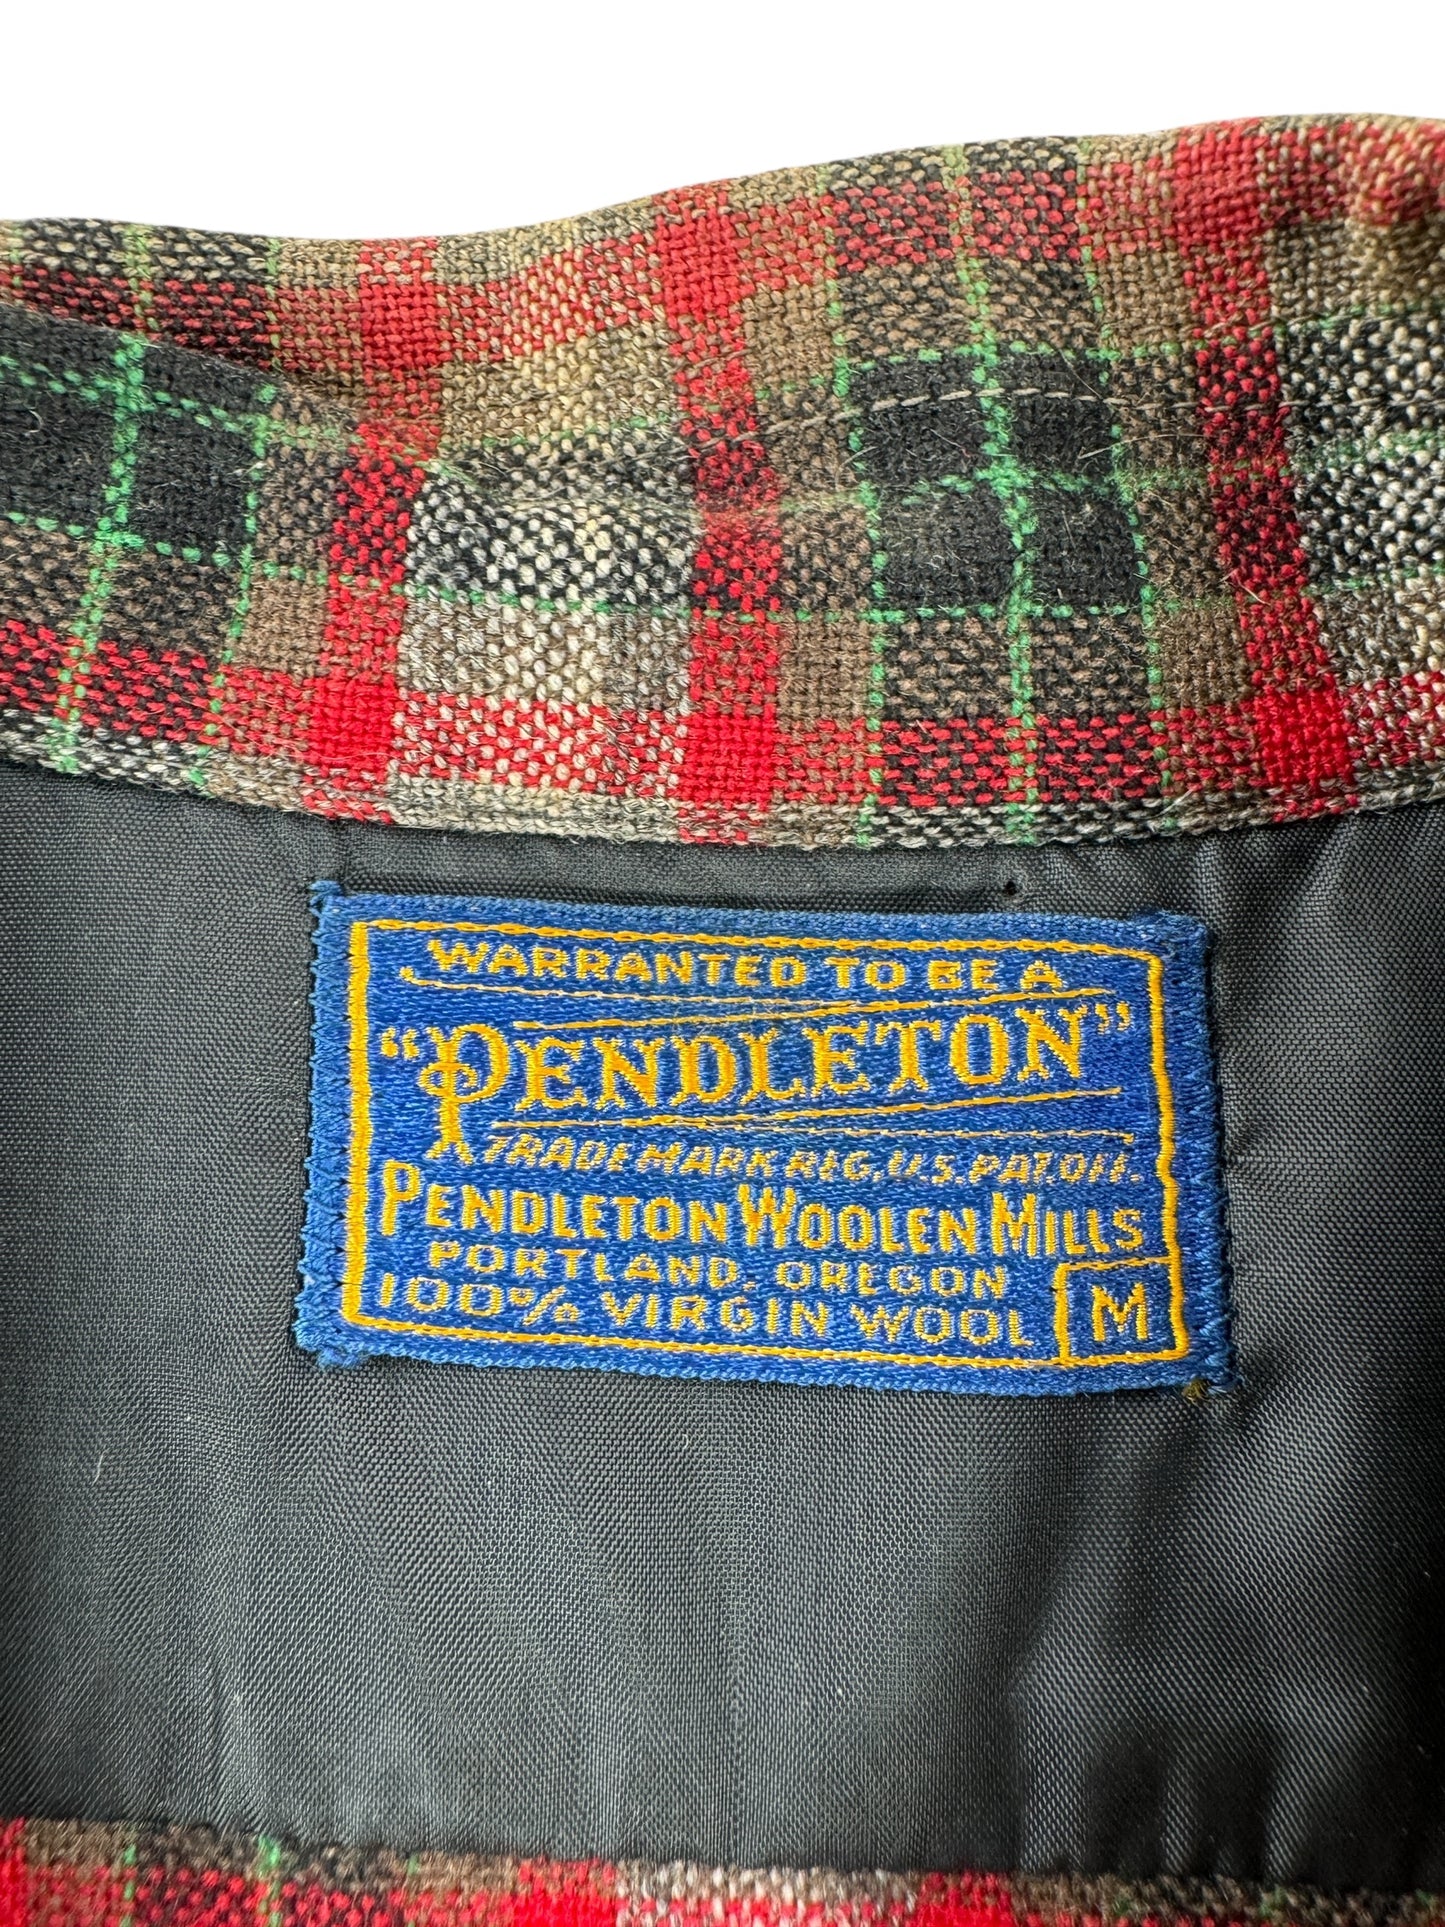 WARRANTED TO BE A
"PENDLETON"
TRADE MARK REG. U.S. PAT. OFF.
PENDLETON WOOLEN MILLS
PORTLAND, OREGON
100% VIRGIN WOOL M